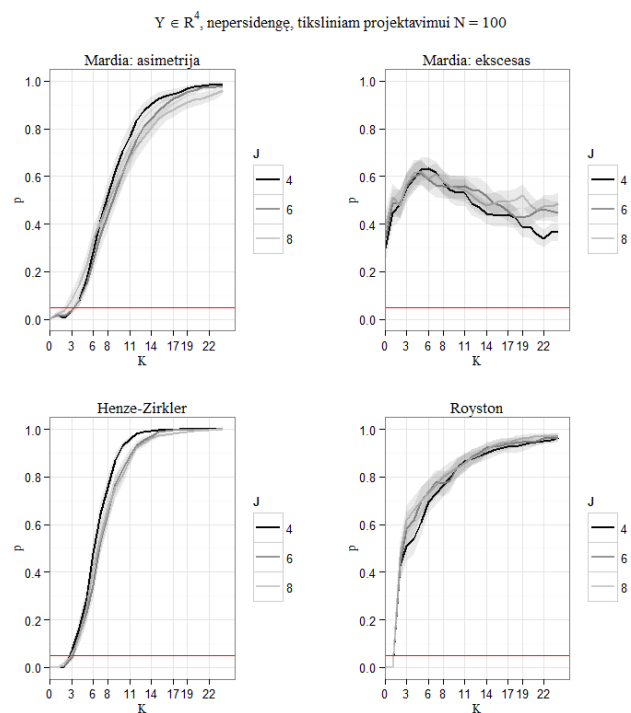 Y ∈ R⁴, nepersidengę, tiksliniam projektavimui N = 100
Mardia: asimetrija
1.0
0.8
0.6
0.4
0.2
0.0
p
0 3 6 8 11 14 17 19 22
K
J
4
6
8
Mardia: ekscesas
1.0
0.8
0.6
0.4
0.2
0.0
p
0 3 6 8 11 14 17 19 22
K
J
4
6
8
Henze-Zirkler
1.0
0.8
0.6
0.4
0.2
0.0
p
0 3 6 8 11 14 17 19 22
K
J
4
6
8
Royston
1.0
0.8
0.6
0.4
0.2
0.0
p
0 3 6 8 11 14 17 19 22
K
J
4
6
8